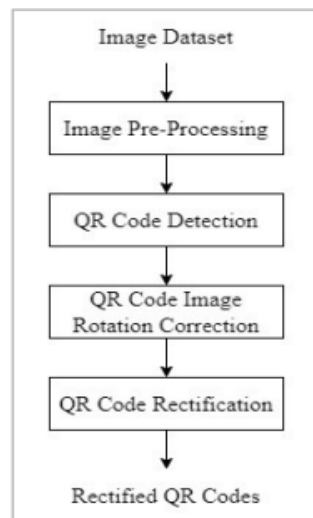 Image Dataset
Image Pre-Processing
QR Code Detection
QR Code Image
Rotation Correction
QR Code Rectification
Rectified QR Codes